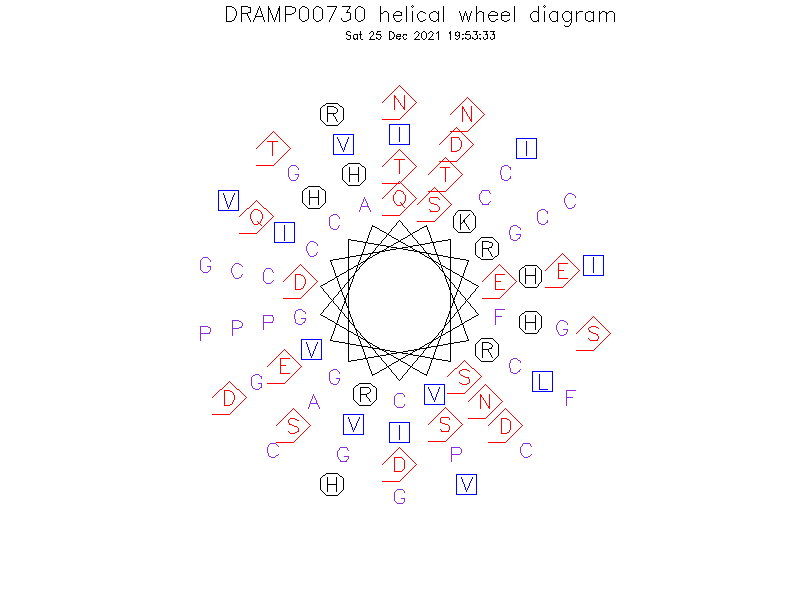 DRAMP00730 helical wheel diagram
Sat 25 Dec 2021 19:53:33
N
R N
I
V D
T I
T
G H T C
H Q C
V A S C
Q C K C
I G
C R
G C C D E H E I
P P P G F H G S
V R
E C
G S
G L
D A R C V N F
S V I S D
C G P C
D
H V
G